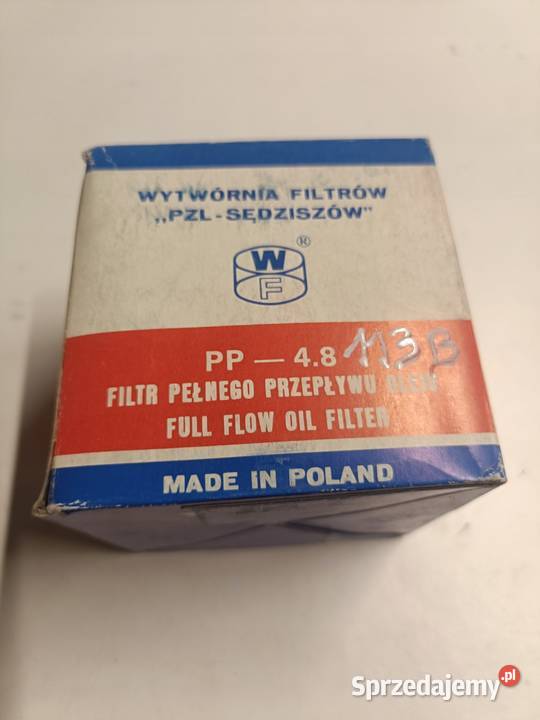 WYTWÓRNIA FILTRÓW
„PZL-SĘDZISZÓW"
®
W
F
PP — 4.8 113B
FILTR PEŁNEGO PRZEPŁYWU OLEJU
FULL FLOW OIL FILTER
MADE IN POLAND
Sprzedajemy.pl